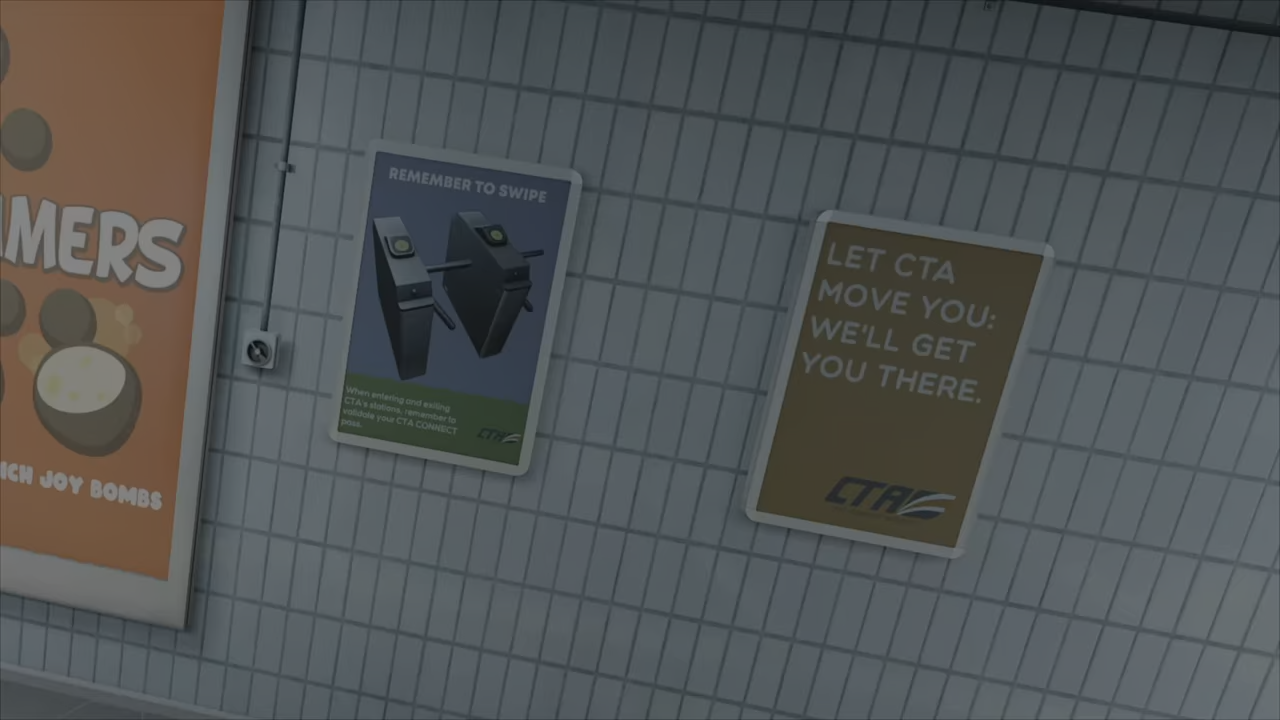 AMERS
ICH JOY BOMBS
REMEMBER TO SWIPE
When entering and exiting
CTA's stations, remember to
validate your CTA CONNECT
pass.
CTA
LET CTA
MOVE YOU:
WE'LL GET
YOU THERE.
CTA